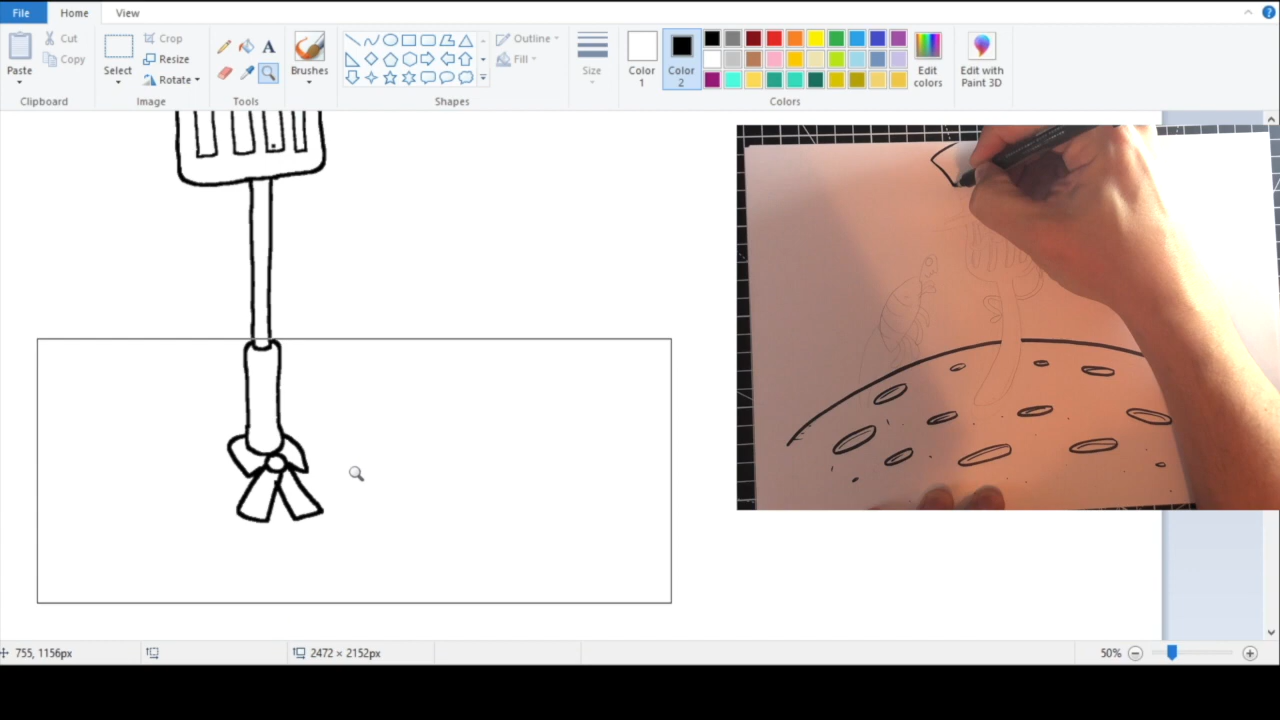 File Home View
Paste
Cut
Copy
Clipboard
Select
Crop
Resize
Rotate
Image
A
Tools
Brushes
Outline
Fill
Shapes
Size
Color
1
Color
2
Edit
colors
Colors
Edit with
Paint 3D
755, 1156px
2472 × 2152px
50%